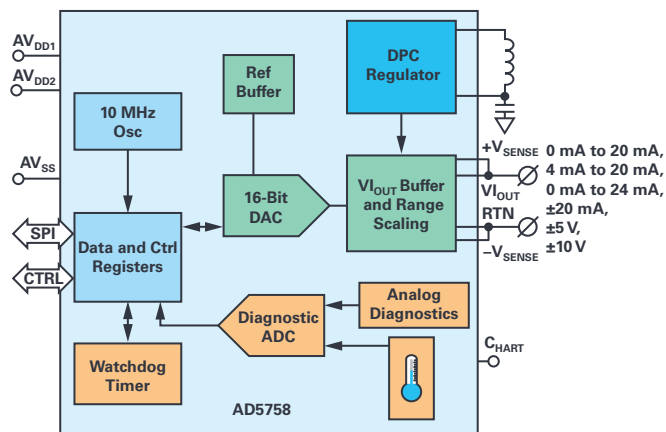 AVDD1
AVDD2
AVSS
SPI
CTRL
10 MHz
Osc
Ref
Buffer
DPC
Regulator
16-Bit
DAC
VIOUT Buffer
and Range
Scaling
Data and Ctrl
Registers
Watchdog
Timer
Diagnostic
ADC
Analog
Diagnostics
AD5758
+VSENSE
VIOUT
RTN
–VSENSE
0 mA to 20 mA,
4 mA to 20 mA,
0 mA to 24 mA,
±20 mA,
±5 V,
±10 V
CHART